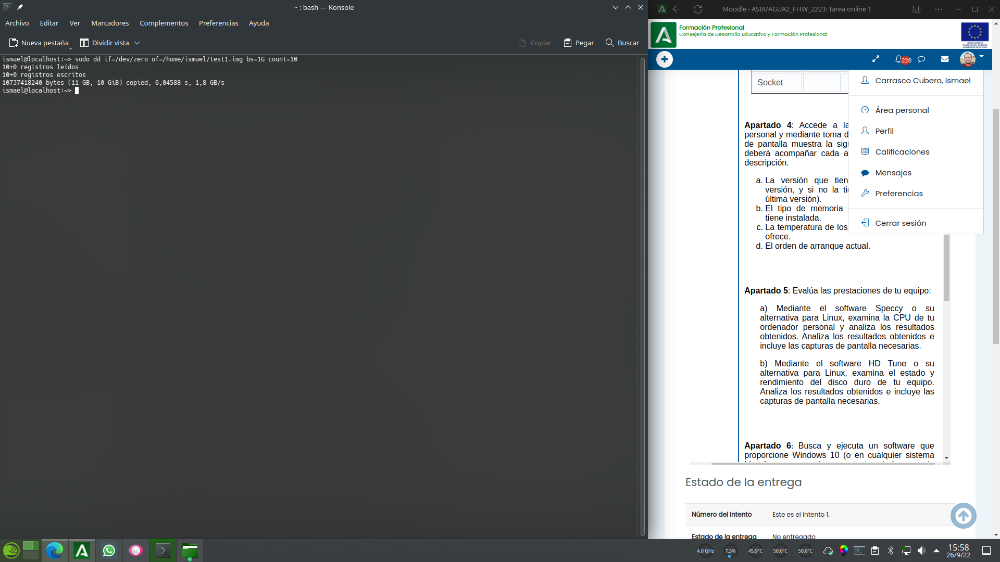 ~ : bash — Konsole
Archivo Editar Ver Marcadores Complementos Preferencias Ayuda
Nueva pestaña Dividir vista Copiar Pegar Buscar
ismael@localhost:~> sudo dd if=/dev/zero of=/home/ismael/test1.img bs=1G count=10
10+0 registros leídos
10+0 registros escritos
10737418240 bytes (11 GB, 10 GiB) copied, 6,04588 s, 1,8 GB/s
ismael@localhost:~>
Moodle - ASIR/AGUA2_FHW_2223: Tarea online 1
Formación Profesional
Consejería de Desarrollo Educativo y Formación Profesional
UNIÓN EUROPEA
228
Socket
Carrasco Cubero, Ismael
Área personal
Perfil
Calificaciones
Mensajes
Preferencias
Cerrar sesión
Apartado 4: Accede a la
personal y mediante toma d
de pantalla muestra la sig
deberá acompañar cada a
descripción.
a. La versión que tien
versión, y si no la ti
última versión).
b. El tipo de memoria
tiene instalada.
c. La temperatura de los
ofrece.
d. El orden de arranque actual.
Apartado 5: Evalúa las prestaciones de tu equipo:
a) Mediante el software Speccy o su
alternativa para Linux, examina la CPU de tu
ordenador personal y analiza los resultados
obtenidos. Analiza los resultados obtenidos e
incluye las capturas de pantalla necesarias.
b) Mediante el software HD Tune o su
alternativa para Linux, examina el estado y
rendimiento del disco duro de tu equipo.
Analiza los resultados obtenidos e incluye las
capturas de pantalla necesarias.
Apartado 6: Busca y ejecuta un software que
proporcione Windows 10 (o en cualquier sistema
Estado de la entrega
Número del Intento Este es el intento 1.
Estado de la entrega No entregado
4,0 GHz 7,3% 45,9°C 50,0°C 50,0°C
15:58
26/9/22